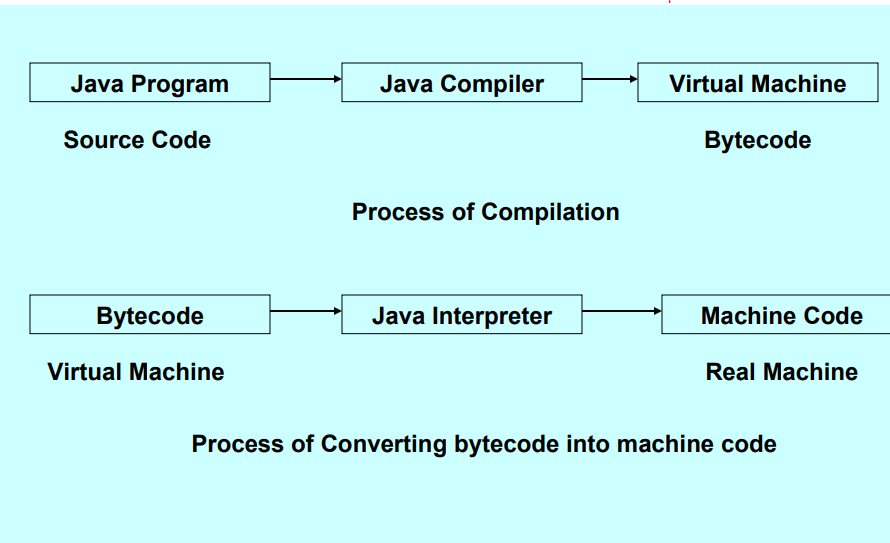 Java Program Java Compiler Virtual Machine
Source Code Bytecode
Process of Compilation
Bytecode Java Interpreter Machine Code
Virtual Machine Real Machine
Process of Converting bytecode into machine code